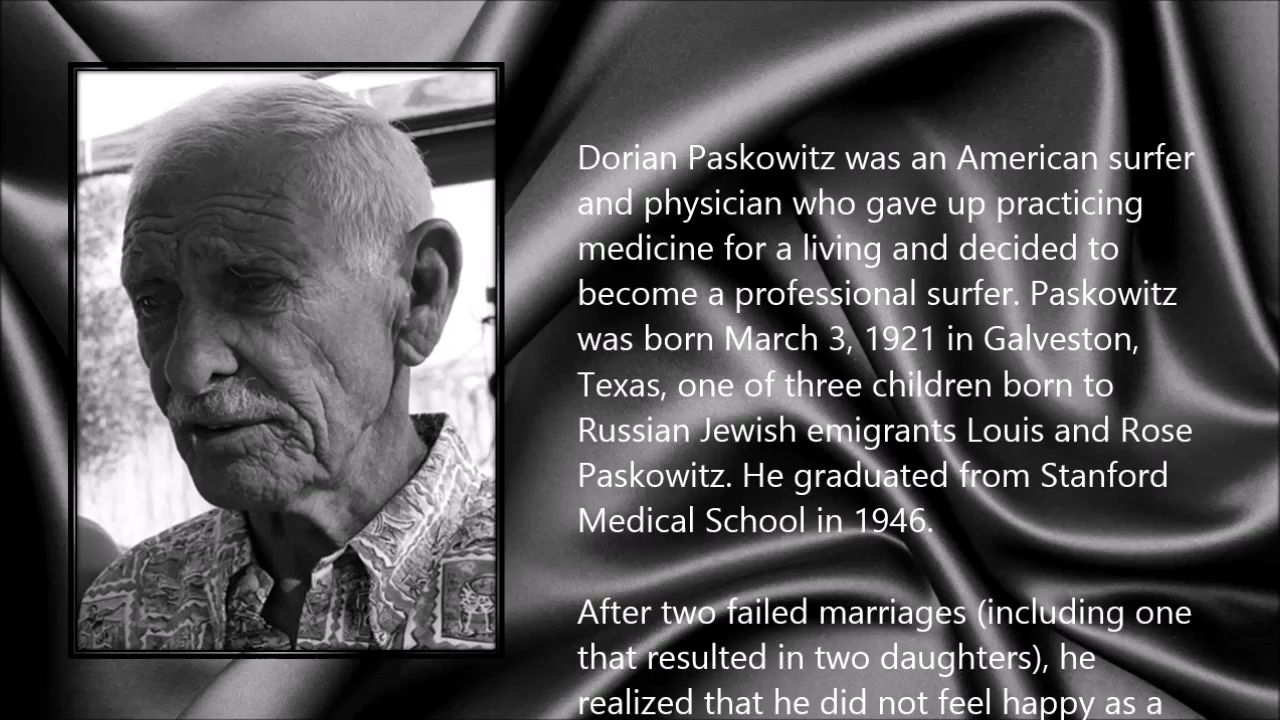 Dorian Paskowitz was an American surfer
and physician who gave up practicing
medicine for a living and decided to
become a professional surfer. Paskowitz
was born March 3, 1921 in Galveston,
Texas, one of three children born to
Russian Jewish emigrants Louis and Rose
Paskowitz. He graduated from Stanford
Medical School in 1946.
After two failed marriages (including one
that resulted in two daughters), he
realized that he did not feel happy as a